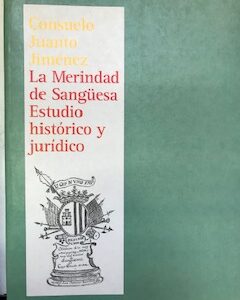 Consuelo
Juanto
Jiménez
La Merindad
de Sangüesa
Estudio
histórico y
jurídico